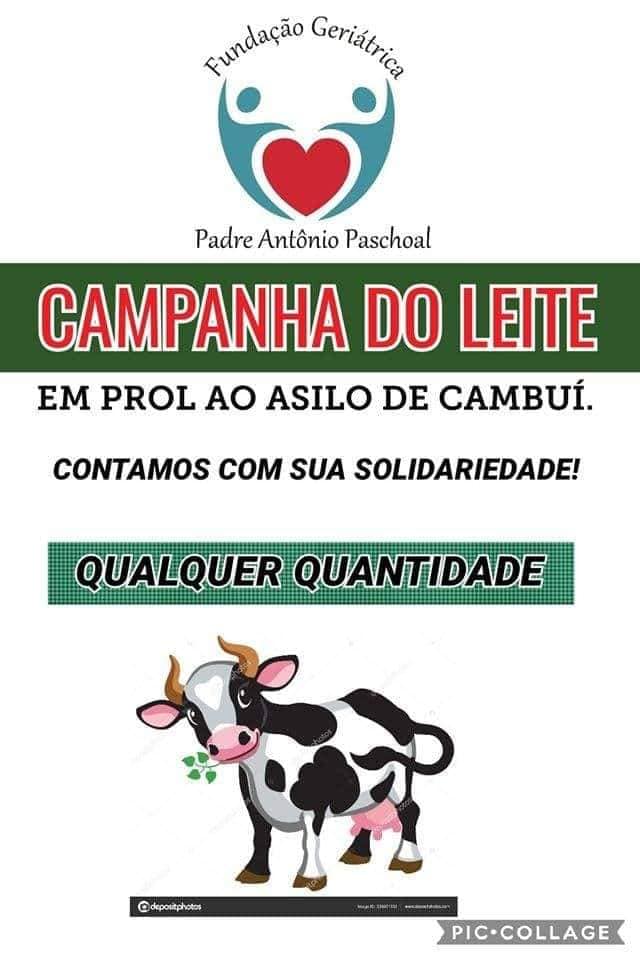 Fundação Geriátrica
Padre Antônio Paschoal
CAMPANHA DO LEITE
EM PROL AO ASILO DE CAMBUÍ.
CONTAMOS COM SUA SOLIDARIEDADE!
QUALQUER QUANTIDADE
depositphotos
PIC•COLLAGE